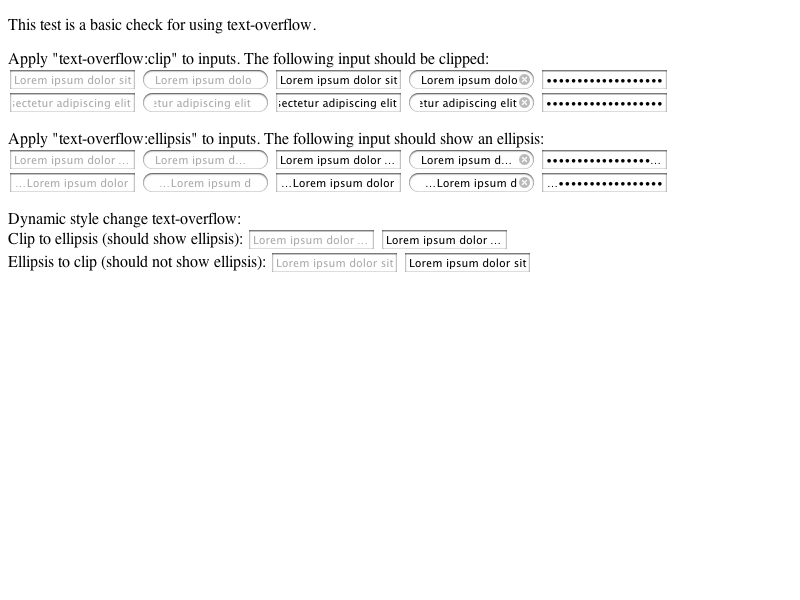 This test is a basic check for using text-overflow.
Apply "text-overflow:clip" to inputs. The following input should be clipped:
Lorem ipsum dolor sit Lorem ipsum dolo Lorem ipsum dolor sit Lorem ipsum dolo •••••••••••••••••••
adipiscing elit adipiscing elit adipiscing elit adipiscing elit •••••••••••••••••••
Apply "text-overflow:ellipsis" to inputs. The following input should show an ellipsis:
Lorem ipsum dolor ... Lorem ipsum d... Lorem ipsum dolor ... Lorem ipsum d... •••••••••••••••••...
...Lorem ipsum dolor ...Lorem ipsum d ...Lorem ipsum dolor ...Lorem ipsum d ...•••••••••••••••••
Dynamic style change text-overflow:
Clip to ellipsis (should show ellipsis): Lorem ipsum dolor ... Lorem ipsum dolor ...
Ellipsis to clip (should not show ellipsis): Lorem ipsum dolor sit Lorem ipsum dolor sit